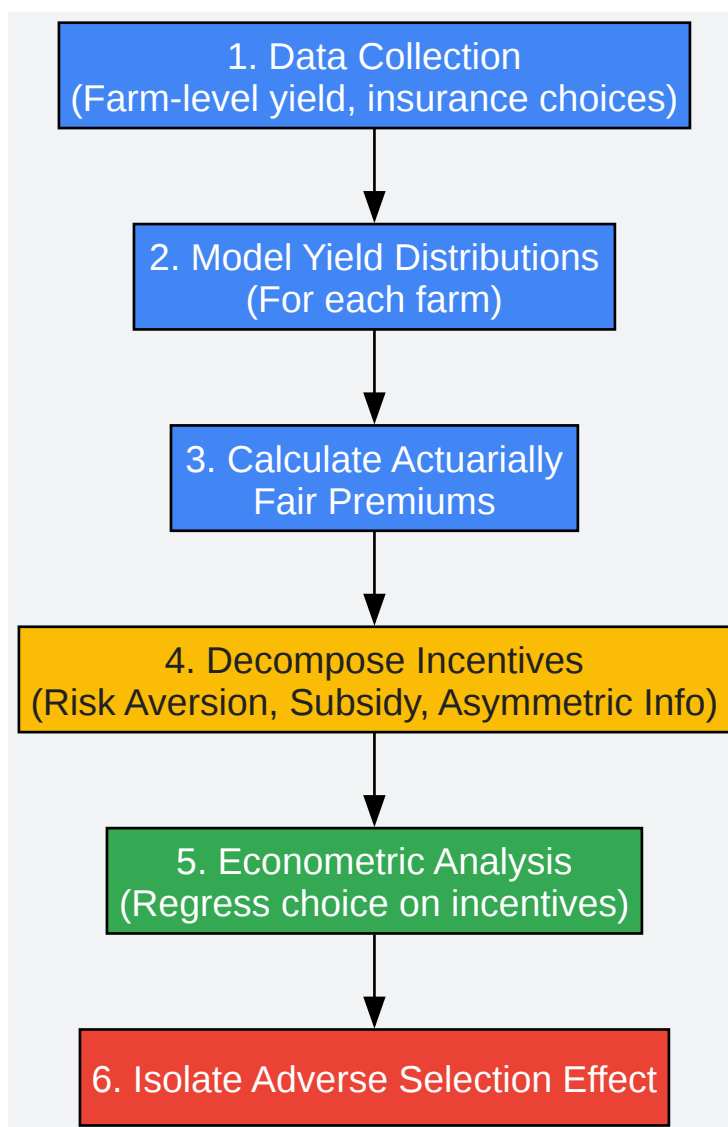 1. Data Collection
(Farm-level yield, insurance choices)
2. Model Yield Distributions
(For each farm)
3. Calculate Actuarially
Fair Premiums
4. Decompose Incentives
(Risk Aversion, Subsidy, Asymmetric Info)
5. Econometric Analysis
(Regress choice on incentives)
6. Isolate Adverse Selection Effect